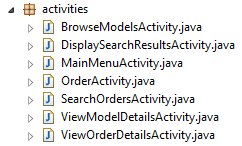 activities
BrowseModelsActivity.java
DisplaySearchResultsActivity.java
MainMenuActivity.java
OrderActivity.java
SearchOrdersActivity.java
ViewModelDetailsActivity.java
ViewOrderDetailsActivity.java